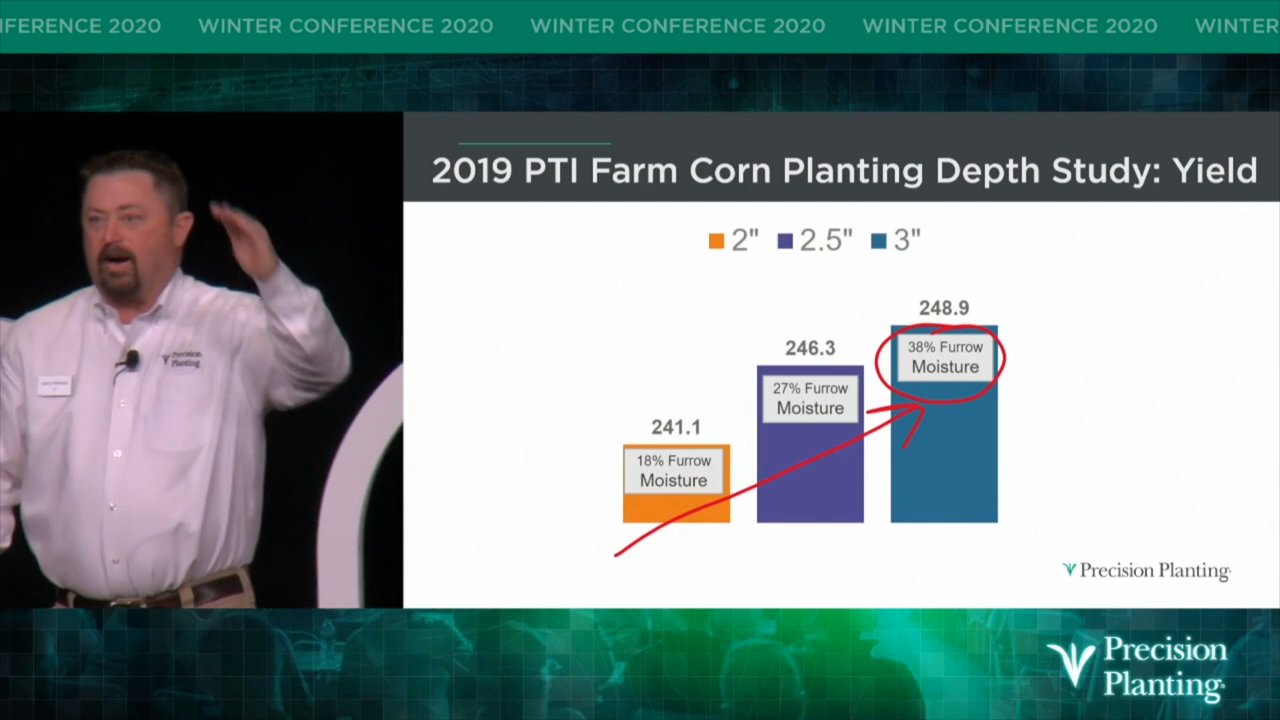 FERENCE 2020 WINTER CONFERENCE 2020 WINTER CONFERENCE 2020 WINTER CONFERENCE 2020 WINTER
2019 PTI Farm Corn Planting Depth Study: Yield
2" 2.5" 3"
248.9
38% Furrow
Moisture
246.3
27% Furrow
Moisture
241.1
18% Furrow
Moisture
Precision
Planting
Precision Planting
Precision
Planting